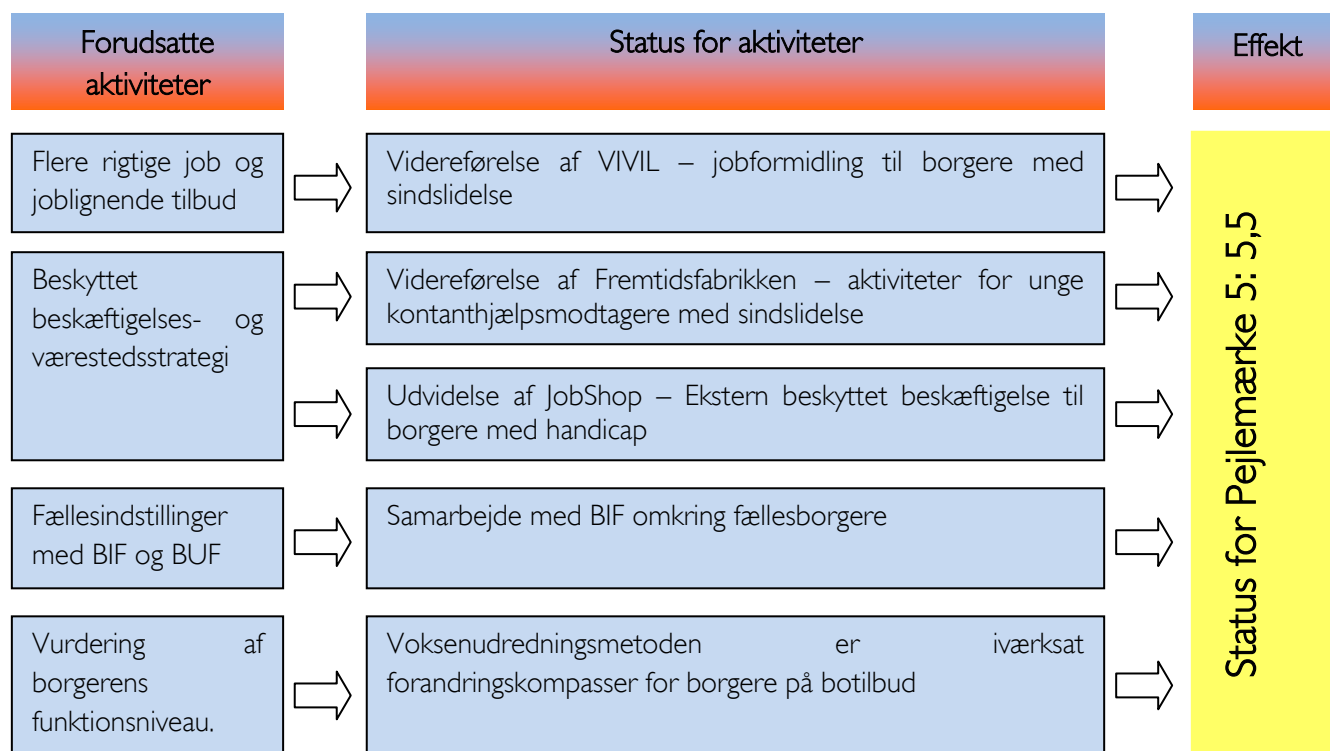 Forudsatte
aktiviteter
Status for aktiviteter
Effekt
Flere rigtige job og
joblignende tilbud
Videreførelse af VIVIL – jobformidling til borgere med
sindslidelse
Beskyttet
beskæftigelses- og
værestedsstrategi
Videreførelse af Fremtidsfabrikken – aktiviteter for unge
kontanthjælpsmodtagere med sindslidelse
Udvidelse af JobShop – Ekstern beskyttet beskæftigelse til
borgere med handicap
Fællesindstillinger
med BIF og BUF
Samarbejde med BIF omkring fællesborgere
Vurdering af
borgerens
funktionsniveau.
Voksenudredningsmetoden er iværksat
forandringskompasser for borgere på botilbud
Status for Pejlemærke 5: 5,5